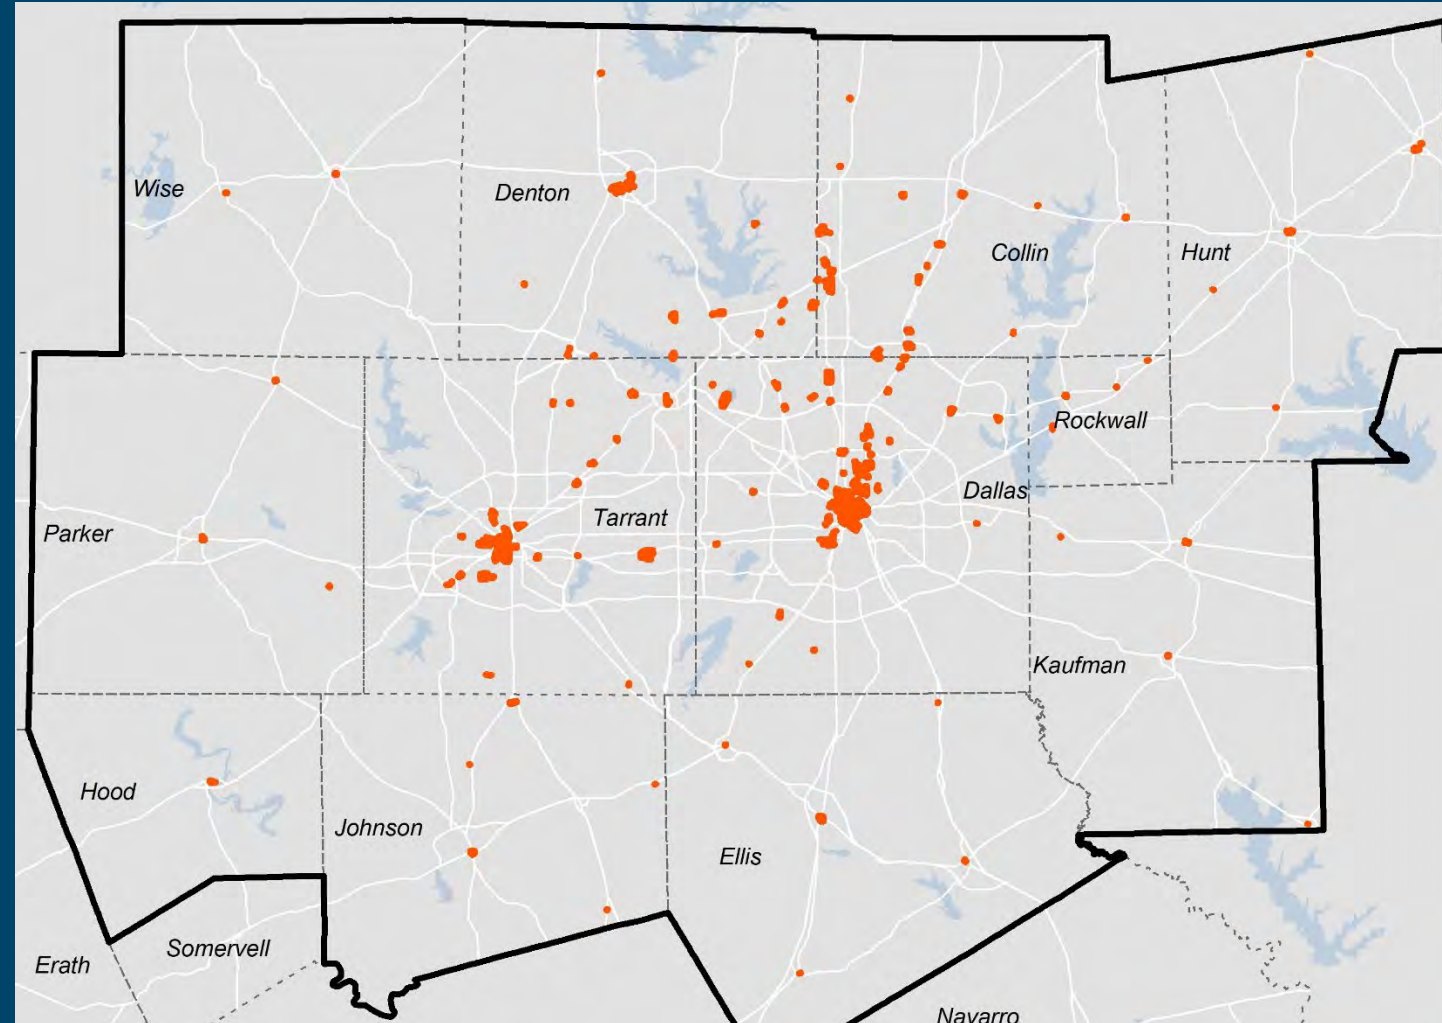 Wise
Denton
Collin
Hunt
Rockwall
Dallas
Tarrant
Parker
Kaufman
Hood
Johnson
Ellis
Somervell
Erath
Navarro